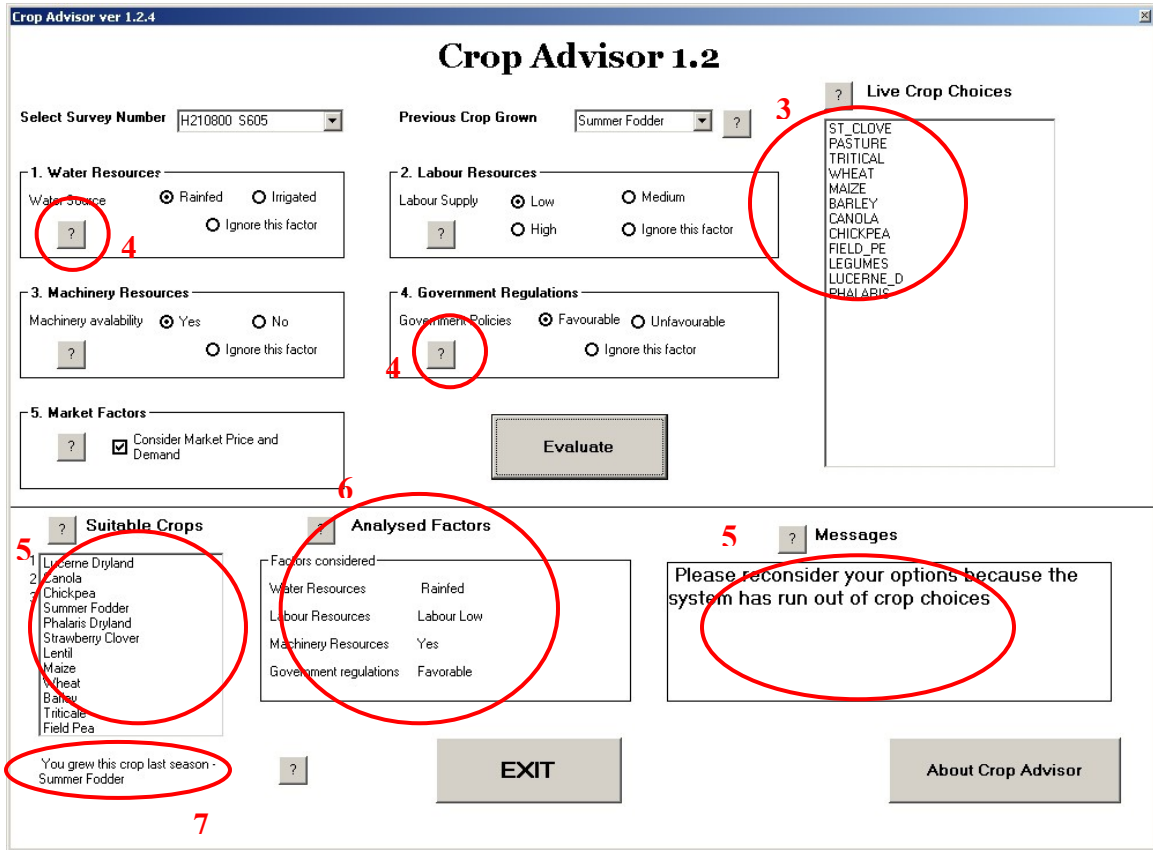 Crop Advisor ver 1.2.4
Crop Advisor 1.2
Select Survey Number
H210800 S605
Previous Crop Grown
Summer Fodder
?
3
?
Live Crop Choices
ST_CLOVE
PASTURE
TRITICAL
WHEAT
MAIZE
BARLEY
CANOLA
CHICKPEA
FIELD_PE
LEGUMES
LUCERNE_D
PHALARIS
1. Water Resources
Water Source
Rainfed
Irrigated
?
4
Ignore this factor
2. Labour Resources
Labour Supply
Low
Medium
?
High
Ignore this factor
3. Machinery Resources
Machinery avalability
Yes
No
?
Ignore this factor
4. Government Regulations
Government Policies
Favourable
Unfavourable
4
?
Ignore this factor
5. Market Factors
?
Consider Market Price and
Demand
Evaluate
5
?
Suitable Crops
1
2
3
Lucerne Dryland
Canola
Chickpea
Summer Fodder
Phalaris Dryland
Strawberry Clover
Lentil
Maize
Wheat
Barley
Triticale
Field Pea
6
?
Analysed Factors
Factors considered
Water Resources
Rainfed
Labour Resources
Labour Low
Machinery Resources
Yes
Government regulations
Favorable
5
?
Messages
Please reconsider your options because the
system has run out of crop choices
You grew this crop last season -
Summer Fodder
7
?
EXIT
About Crop Advisor